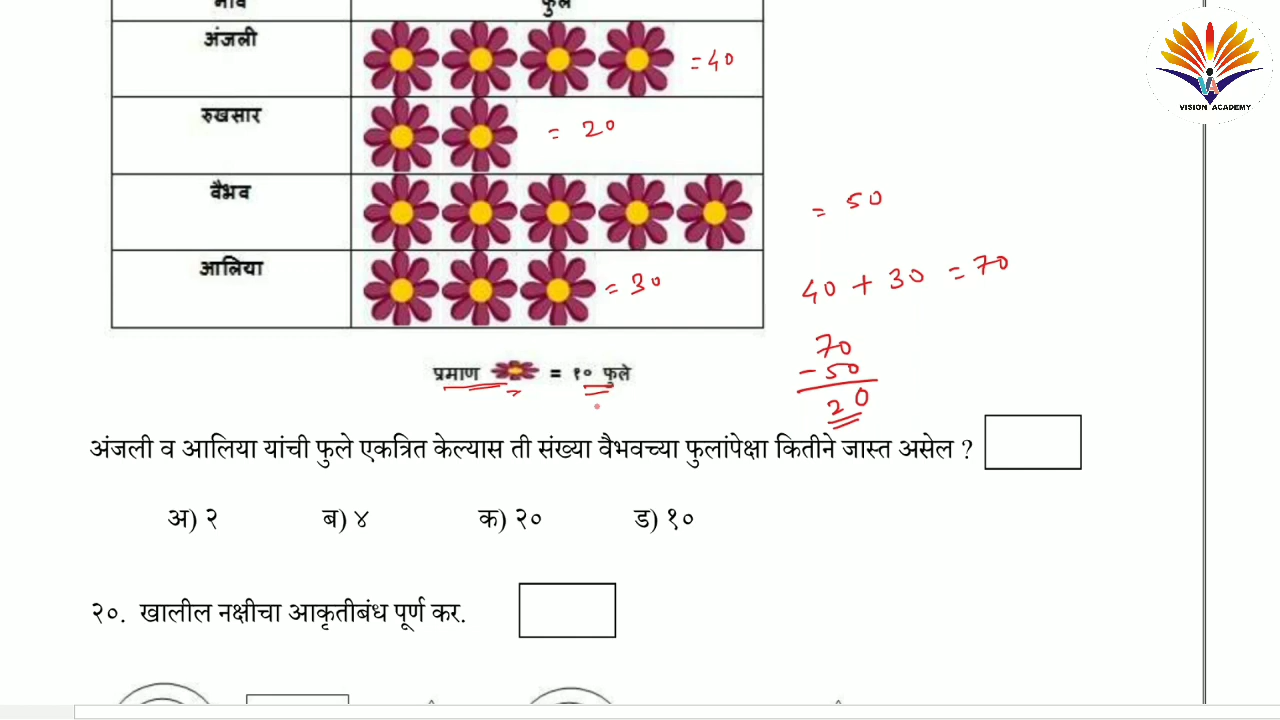 नाव फुले
अंजली = 40
रुखसार = 20
वैभव = 50
आलिया = 30
40 + 30 = 70
70
- 50
20
प्रमाण = १० फुले
अंजली व आलिया यांची फुले एकत्रित केल्यास ती संख्या वैभवच्या फुलांपेक्षा कितीने जास्त असेल ?
अ) २ ब) ४ क) २० ड) १०
२०. खालील नक्षीचा आकृतीबंध पूर्ण कर.
VA
VISION ACADEMY